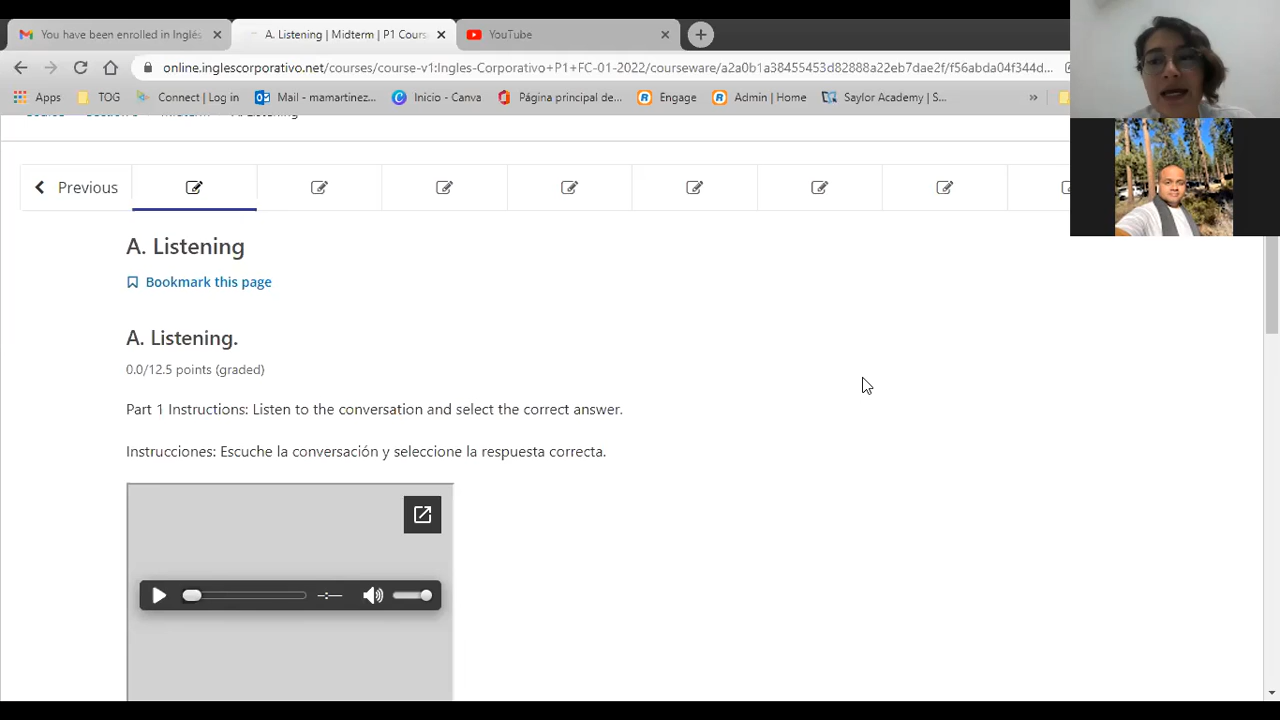 You have been enrolled in Inglés
A. Listening | Midterm | P1 Cours
YouTube
online.inglescorporativo.net/courses/course-v1:Ingles-Corporativo+P1+FC-01-2022/courseware/a2a0b1a38455453d82888a22eb7dae2f/f56abda04f344d...
Apps
TOG
Connect | Log in
Mail - mamartinez...
Inicio - Canva
Página principal de...
Engage
Admin | Home
Saylor Academy | S...
»
Previous
A. Listening
Bookmark this page
A. Listening.
0.0/12.5 points (graded)
Part 1 Instructions: Listen to the conversation and select the correct answer.
Instrucciones: Escuche la conversación y seleccione la respuesta correcta.
-:--